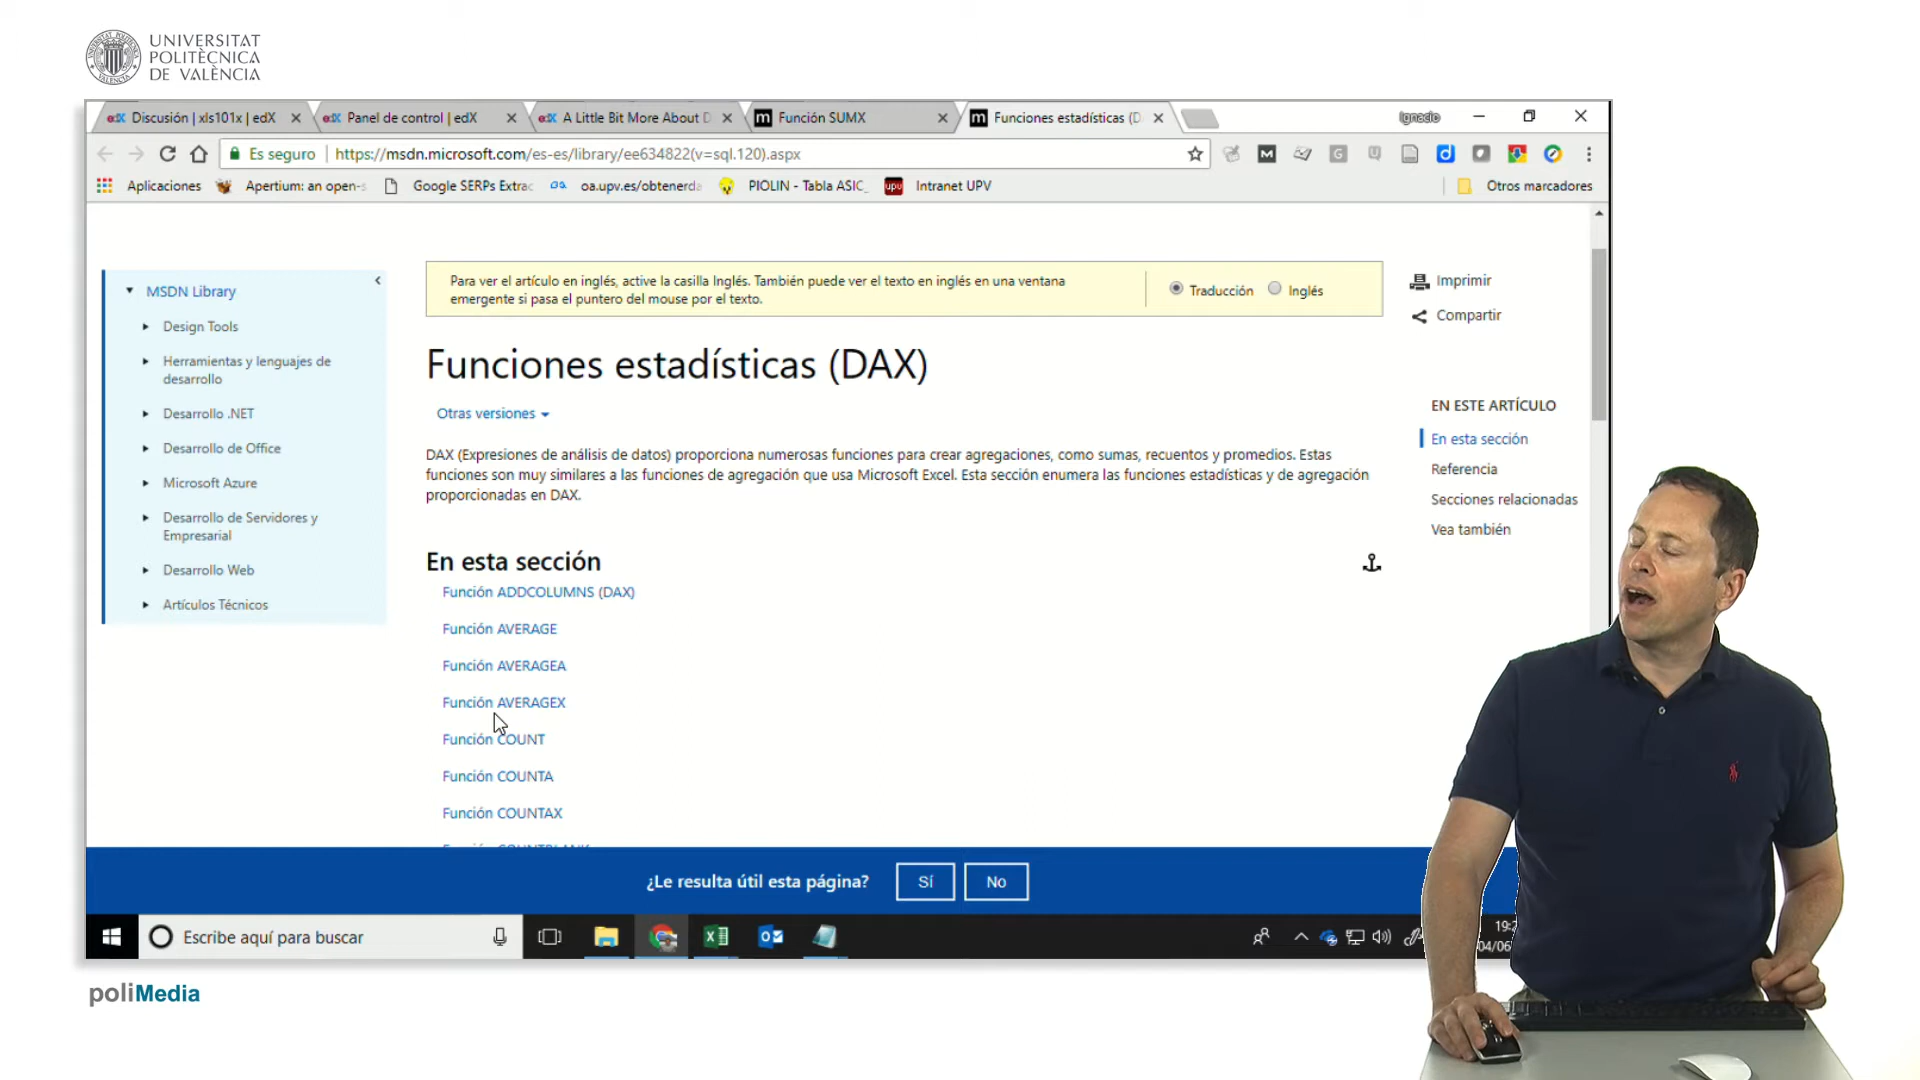 UNIVERSITAT
POLITÈCNICA
DE VALÈNCIA
Discusión | xls101x | edX
Panel de control | edX
A Little Bit More About D
Función SUMX
Funciones estadísticas (D
Ignacio
Es seguro
https://msdn.microsoft.com/es-es/library/ee634822(v=sql.120).aspx
Aplicaciones
Apertium: an open-s
Google SERPs Extrac
oa.upv.es/obtenerda
PIOLIN - Tabla ASIC_
Intranet UPV
Otros marcadores
MSDN Library
Design Tools
Herramientas y lenguajes de
desarrollo
Desarrollo .NET
Desarrollo de Office
Microsoft Azure
Desarrollo de Servidores y
Empresarial
Desarrollo Web
Artículos Técnicos
Para ver el artículo en inglés, active la casilla Inglés. También puede ver el texto en inglés en una ventana
emergente si pasa el puntero del mouse por el texto.
Traducción
Inglés
Imprimir
Compartir
Funciones estadísticas (DAX)
Otras versiones
DAX (Expresiones de análisis de datos) proporciona numerosas funciones para crear agregaciones, como sumas, recuentos y promedios. Estas
funciones son muy similares a las funciones de agregación que usa Microsoft Excel. Esta sección enumera las funciones estadísticas y de agregación
proporcionadas en DAX.
EN ESTE ARTÍCULO
En esta sección
Referencia
Secciones relacionadas
Vea también
En esta sección
Función ADDCOLUMNS (DAX)
Función AVERAGE
Función AVERAGEA
Función AVERAGEX
Función COUNT
Función COUNTA
Función COUNTAX
¿Le resulta útil esta página?
Sí
No
Escribe aquí para buscar
19:2
04/06
poliMedia